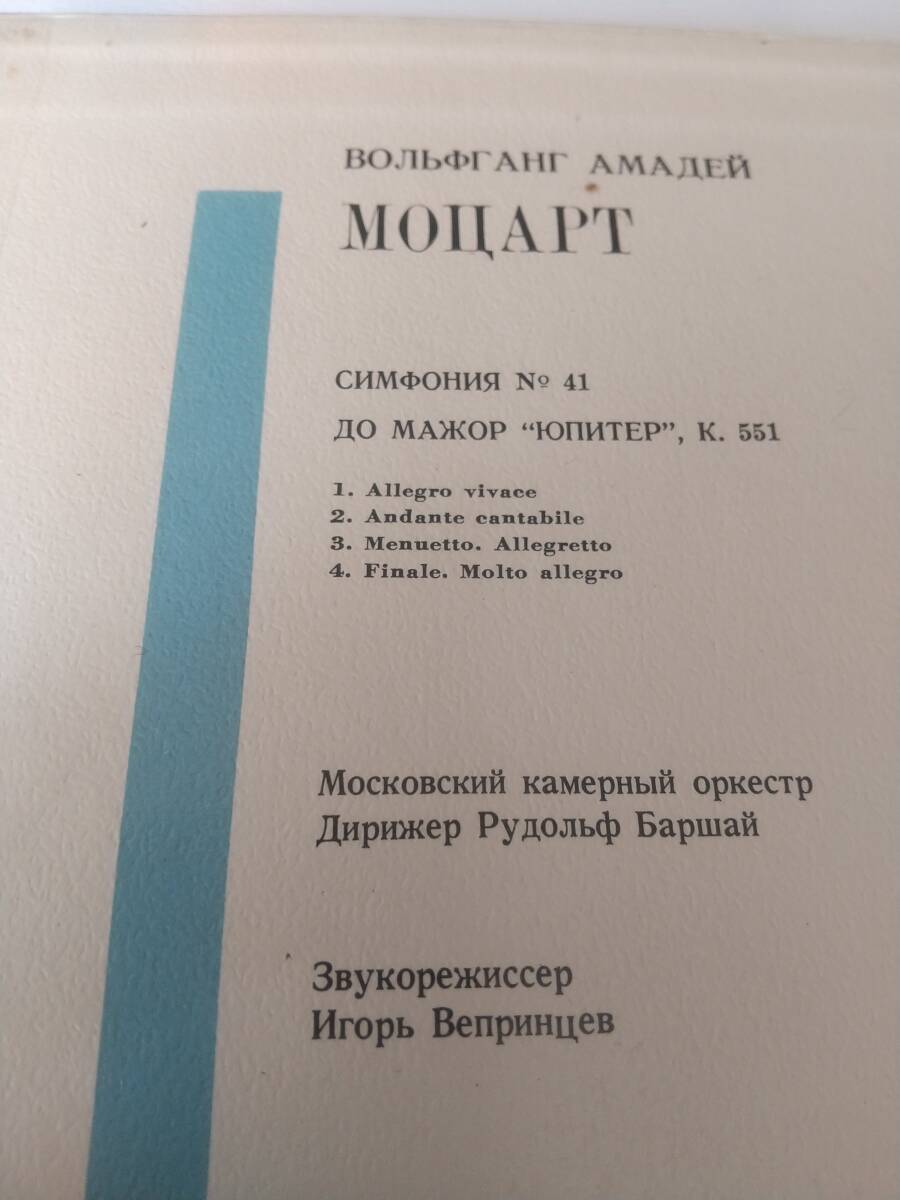 ВОЛЬФГАНГ АМАДЕЙ
МОЦАРТ
СИМФОНИЯ № 41
ДО МАЖОР "ЮПИТЕР", К. 551
1. Allegro vivace
2. Andante cantabile
3. Menuetto. Allegretto
4. Finale. Molto allegro
Московский камерный оркестр
Дирижер Рудольф Баршай
Звукорежиссер
Игорь Вепринцев